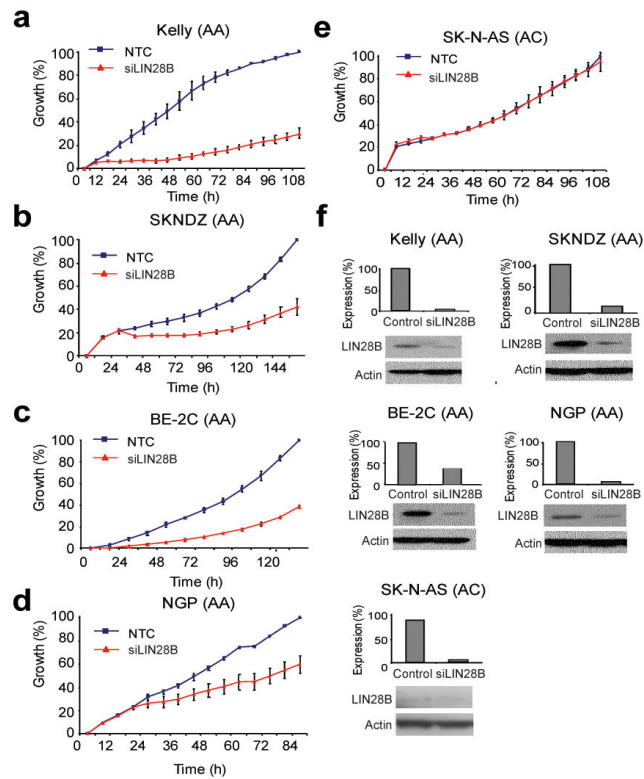 a
Kelly (AA)
Growth (%)
100
80
60
40
20
0
NTC
siLIN28B
0 12 24 36 48 60 72 84 96 108
Time (h)
b
SKNDZ (AA)
Growth (%)
100
80
60
40
20
0
NTC
siLIN28B
0 24 48 72 96 120 144
Time (h)
c
BE-2C (AA)
Growth (%)
100
80
60
40
20
0
NTC
siLIN28B
0 24 48 72 96 120
Time (h)
d
NGP (AA)
Growth (%)
100
80
60
40
20
0
NTC
siLIN28B
0 12 24 36 48 60 72 84
Time (h)
e
SK-N-AS (AC)
Growth (%)
100
80
60
40
20
0
NTC
siLIN28B
0 12 24 36 48 60 72 84 96 108
Time (h)
f
Kelly (AA)
Expression (%)
100
50
0
Control siLIN28B
LIN28B
Actin
SKNDZ (AA)
Expression (%)
100
50
0
Control siLIN28B
LIN28B
Actin
BE-2C (AA)
Expression (%)
100
50
0
Control siLIN28B
LIN28B
Actin
NGP (AA)
Expression (%)
100
50
0
Control siLIN28B
LIN28B
Actin
SK-N-AS (AC)
Expression (%)
100
50
0
Control siLIN28B
LIN28B
Actin